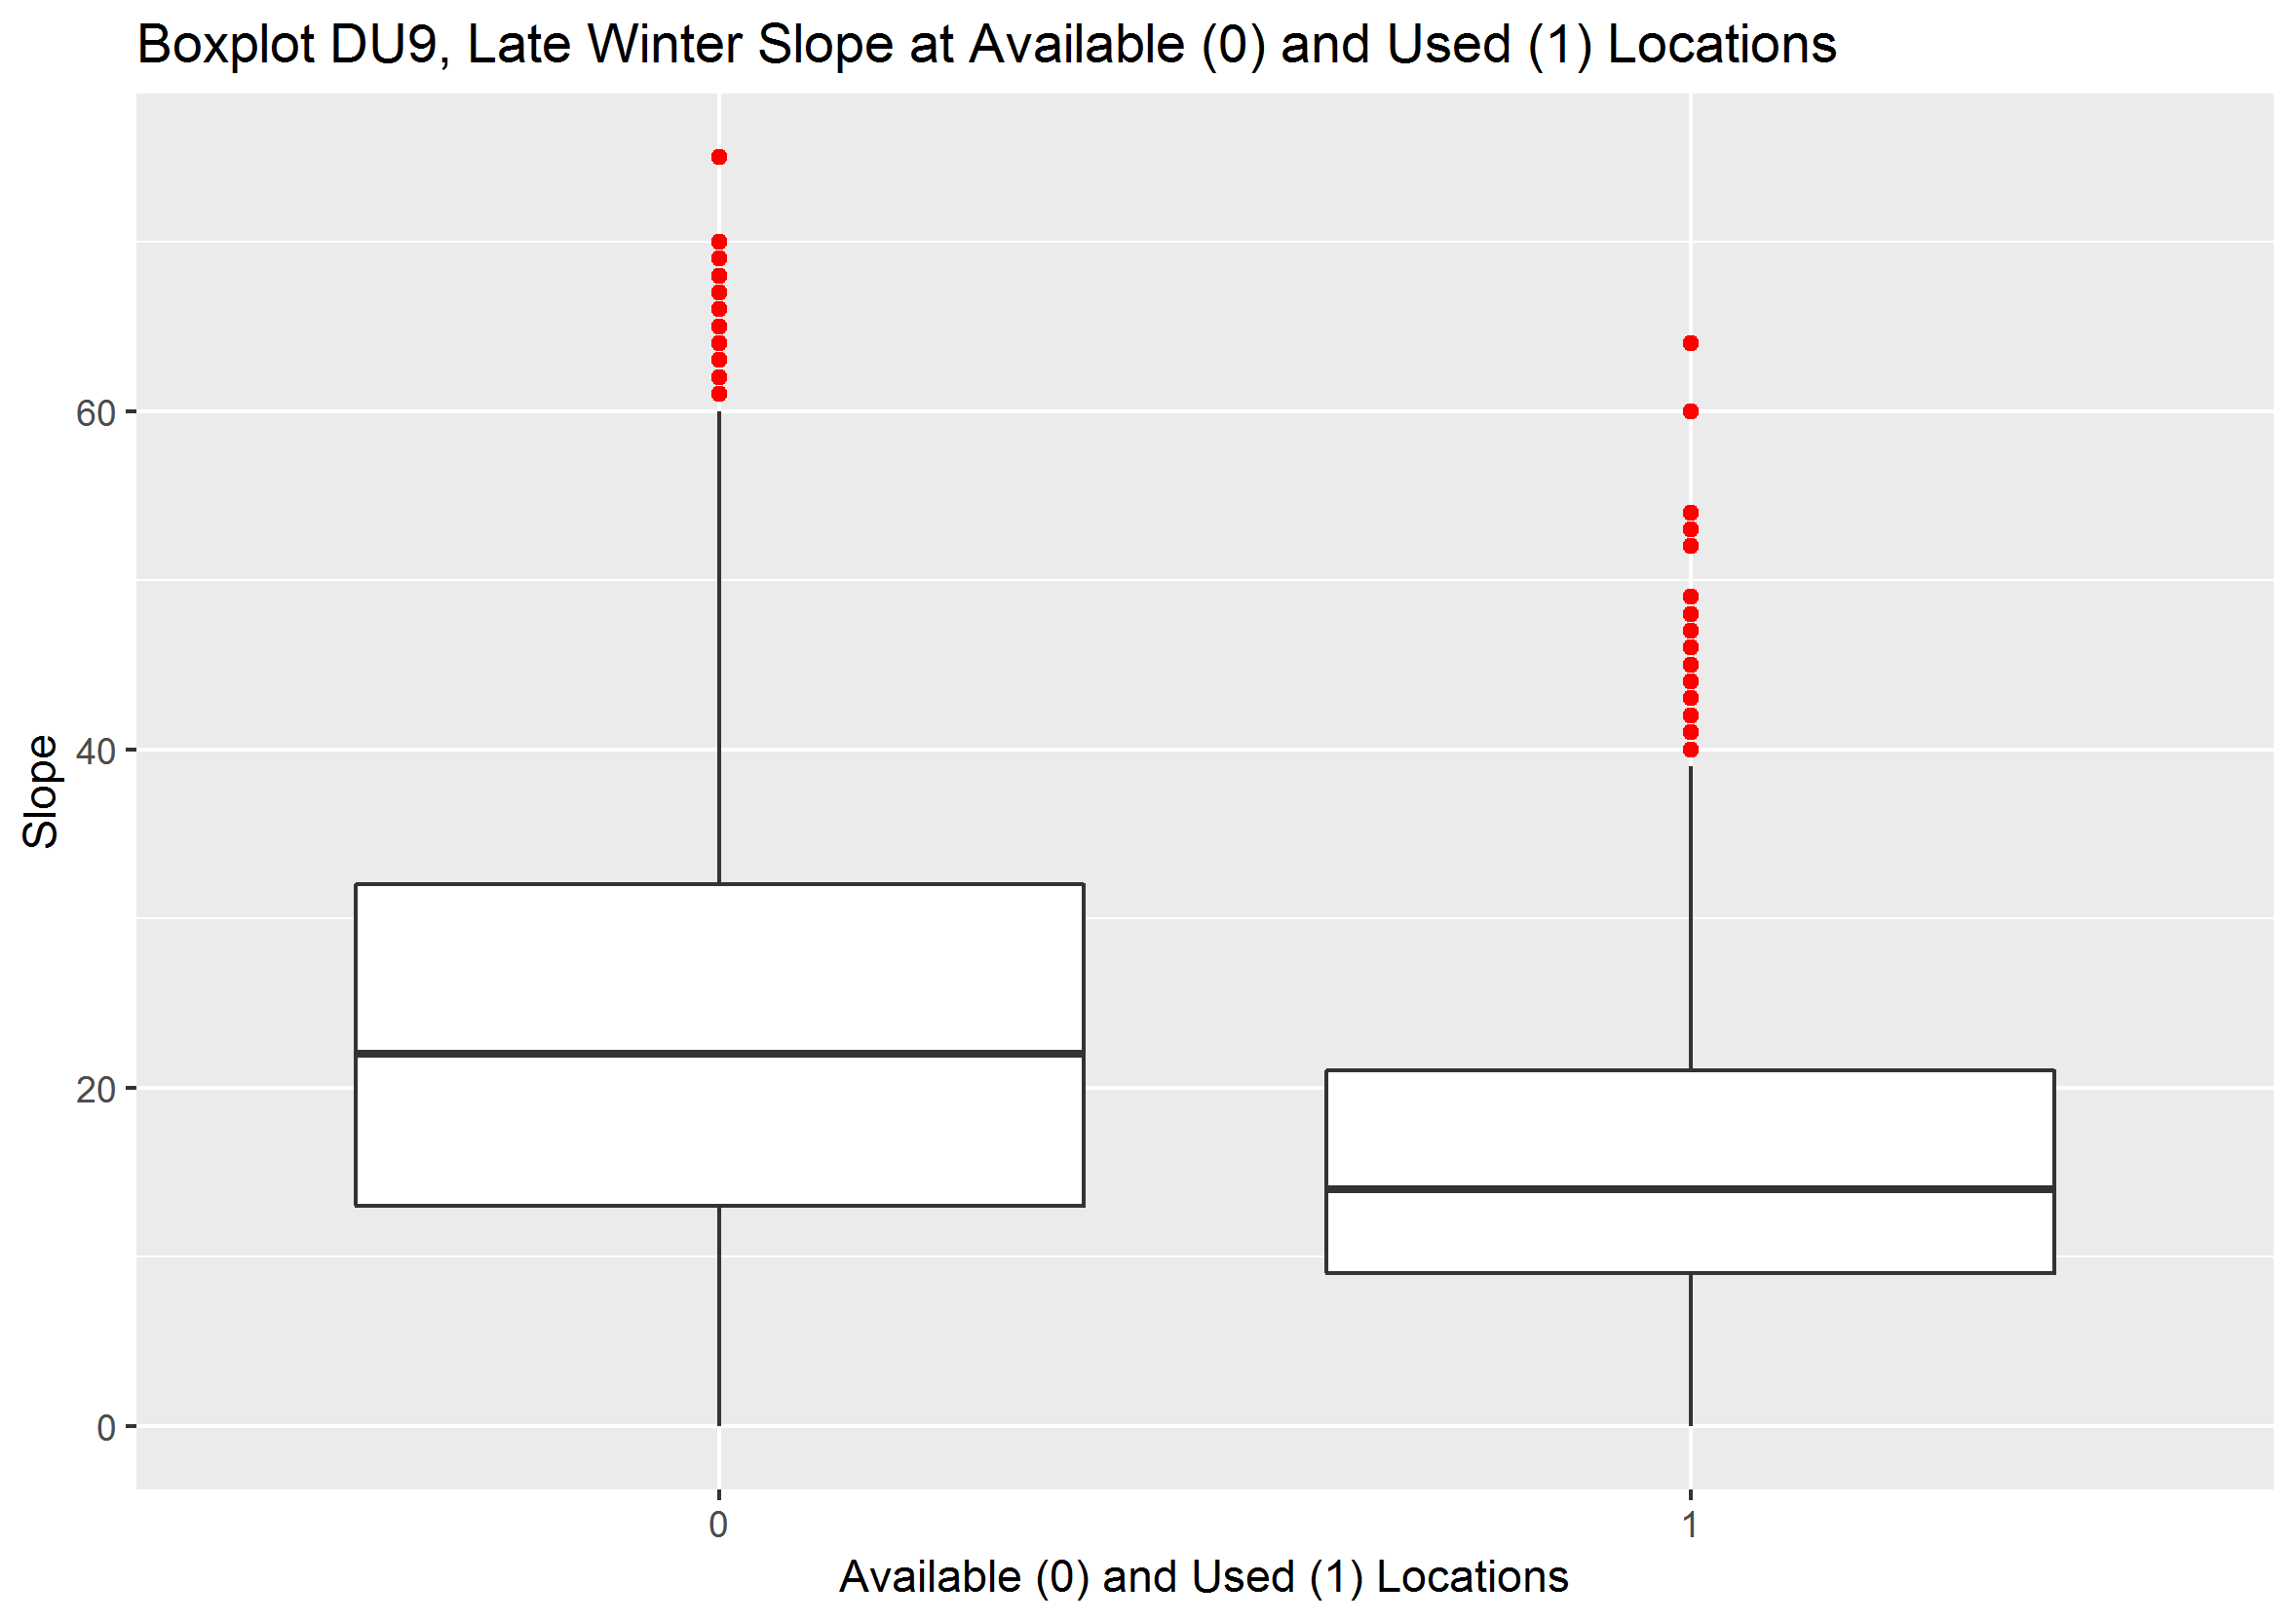 Boxplot DU9, Late Winter Slope at Available (0) and Used (1) Locations
Slope
60
40
20
0
0
1
Available (0) and Used (1) Locations